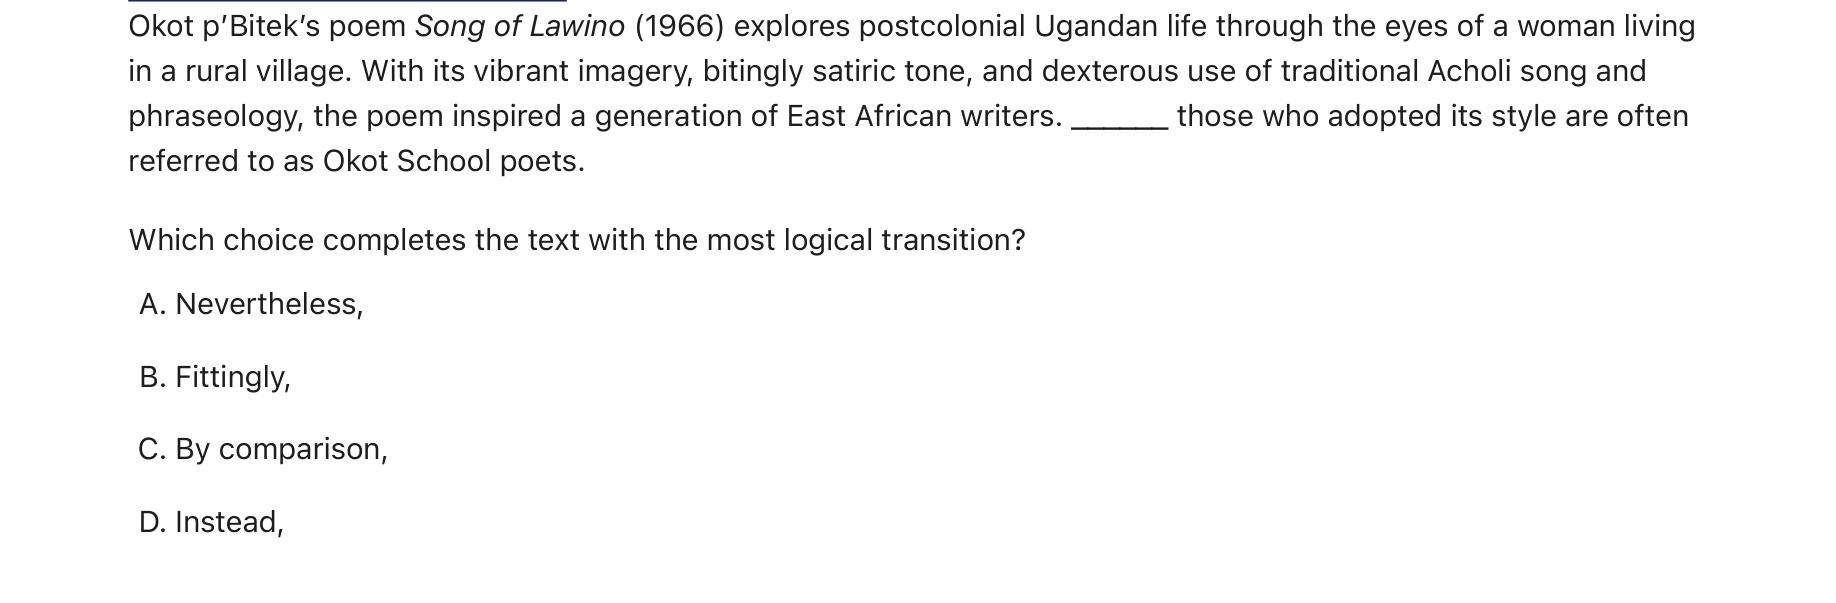 Okot p’Bitek’s poem Song of Lawino (1966) explores postcolonial Ugandan life through the eyes of a woman living
in a rural village. With its vibrant imagery, bitingly satiric tone, and dexterous use of traditional Acholi song and
phraseology, the poem inspired a generation of East African writers. ______ those who adopted its style are often
referred to as Okot School poets.
Which choice completes the text with the most logical transition?
A. Nevertheless,
B. Fittingly,
C. By comparison,
D. Instead,